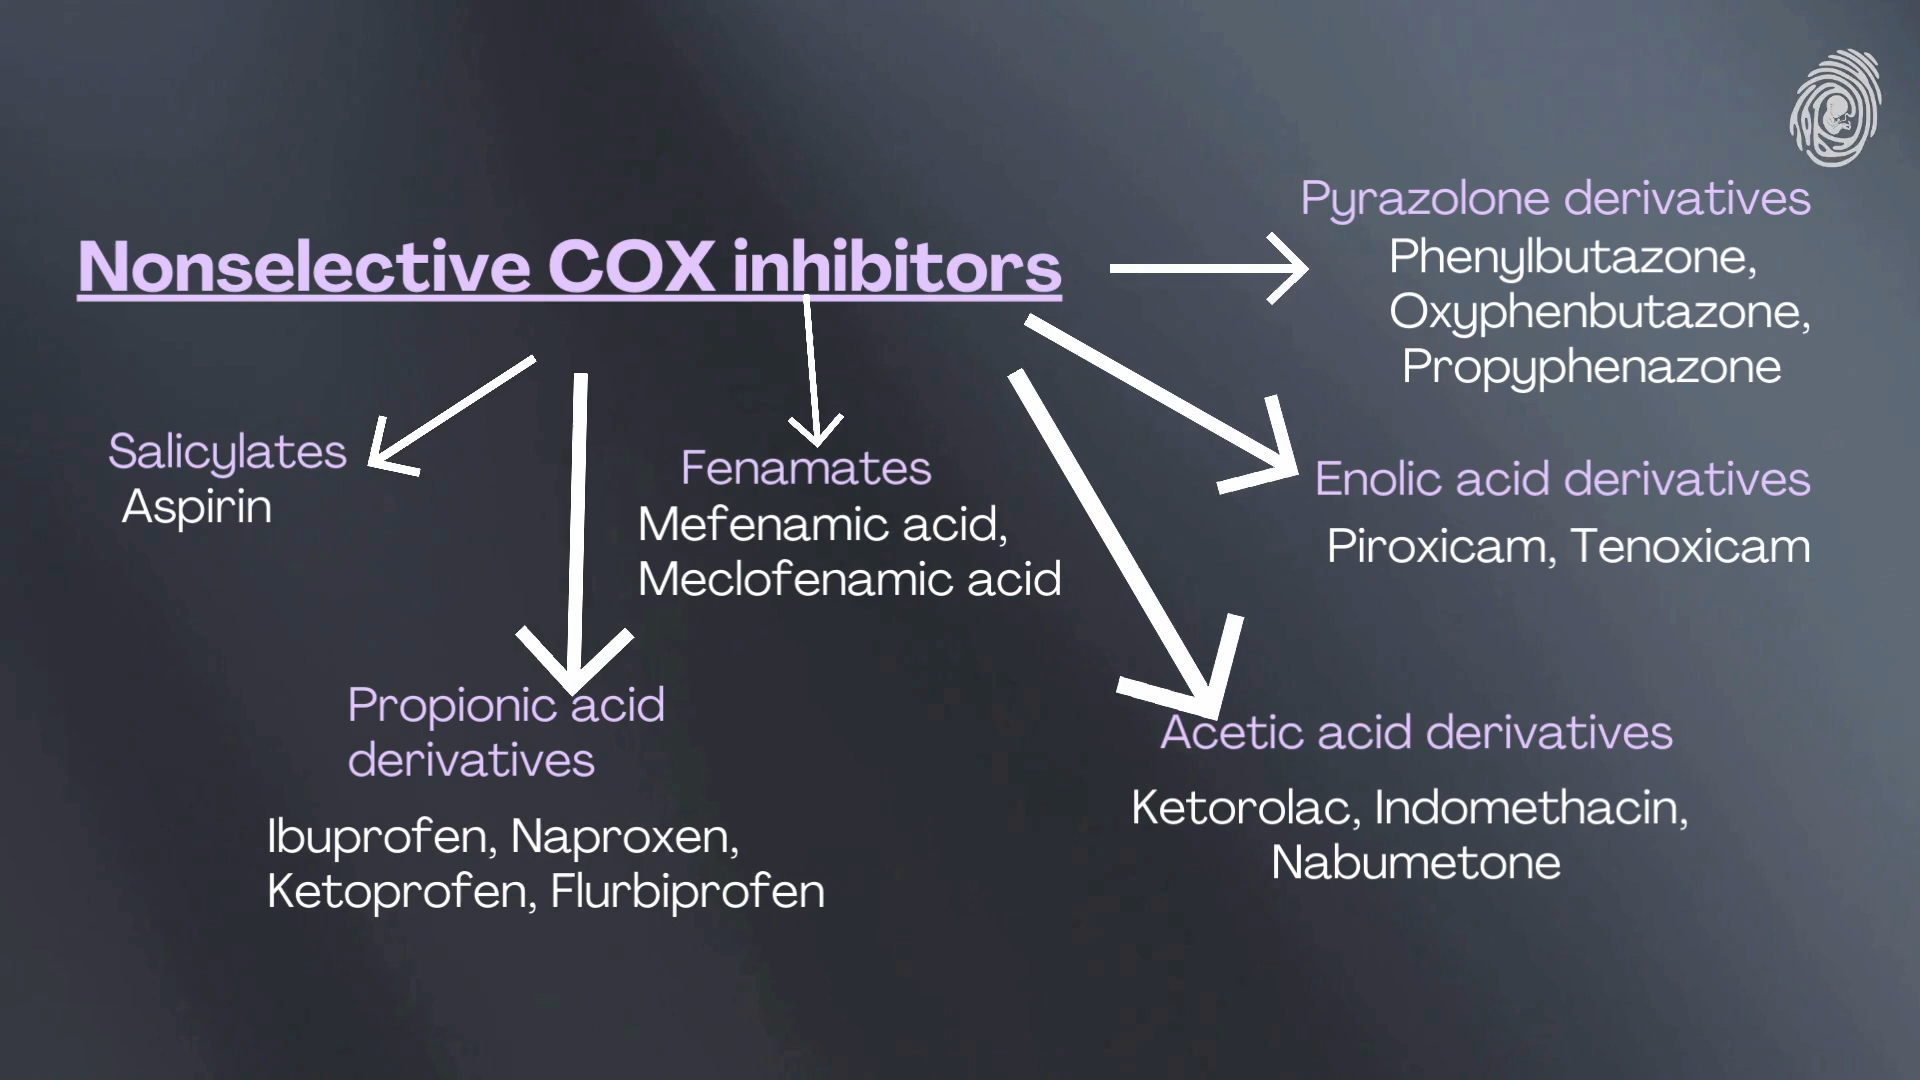 Nonselective COX inhibitors
Pyrazolone derivatives
Phenylbutazone,
Oxyphenbutazone,
Propyphenazone
Salicylates
Aspirin
Fenamates
Mefenamic acid,
Meclofenamic acid
Enolic acid derivatives
Piroxicam, Tenoxicam
Propionic acid
derivatives
Ibuprofen, Naproxen,
Ketoprofen, Flurbiprofen
Acetic acid derivatives
Ketorolac, Indomethacin,
Nabumetone